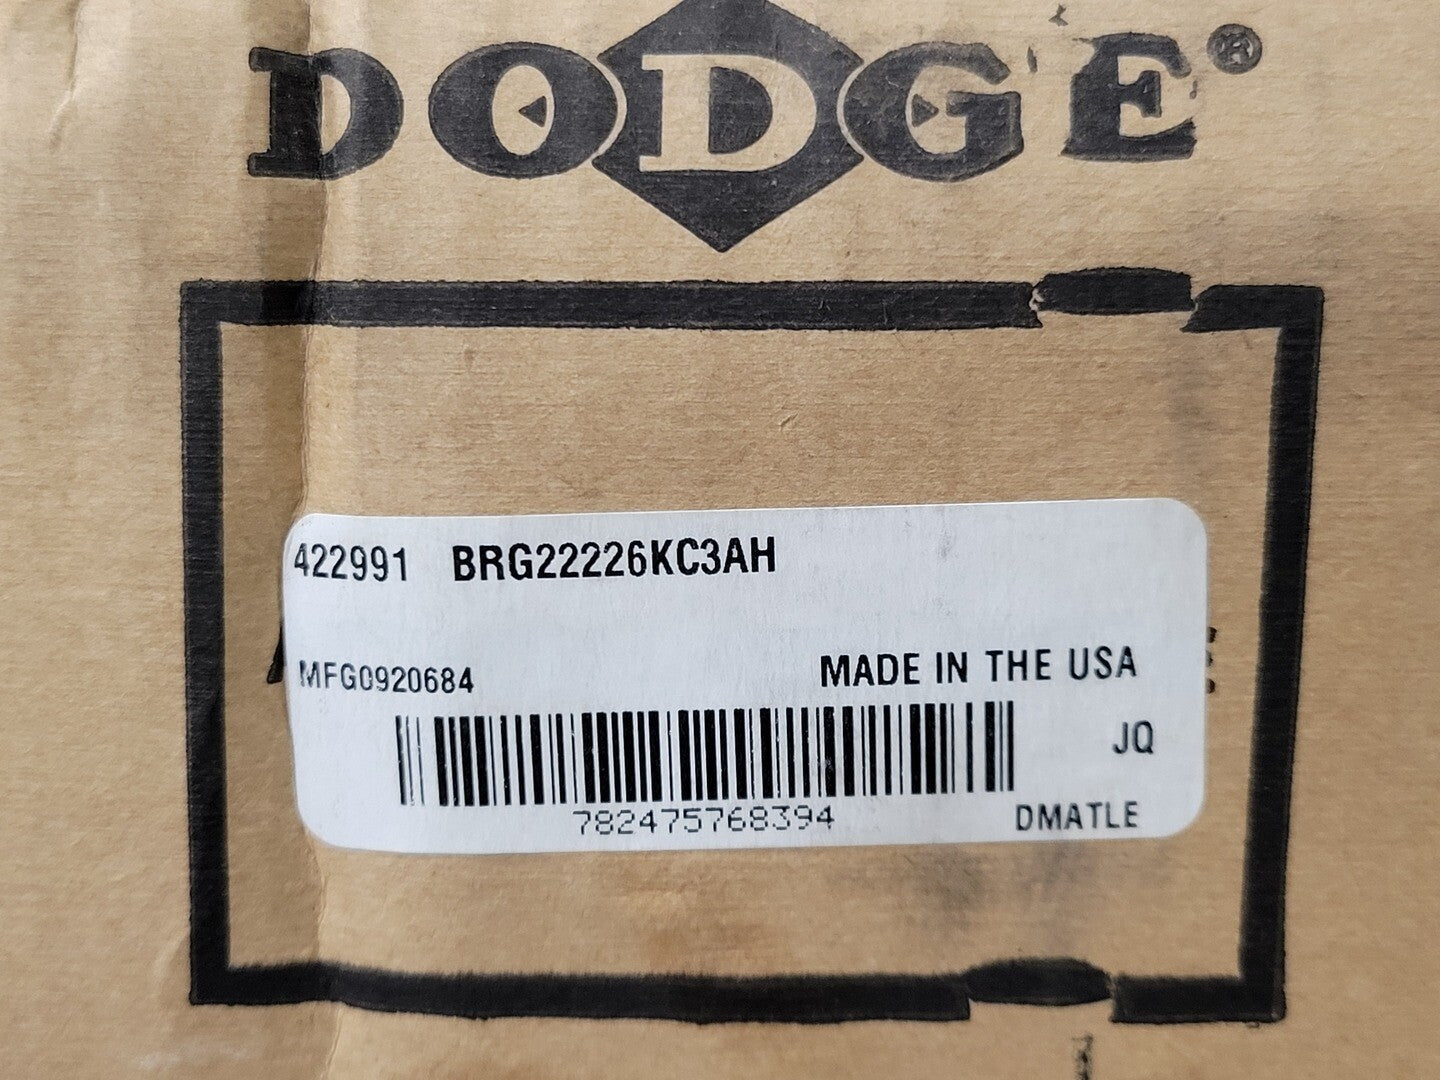 DODGE®
422991 BRG22226KC3AH
MFG0920684 MADE IN THE USA
JQ
782475768394 DMATLE